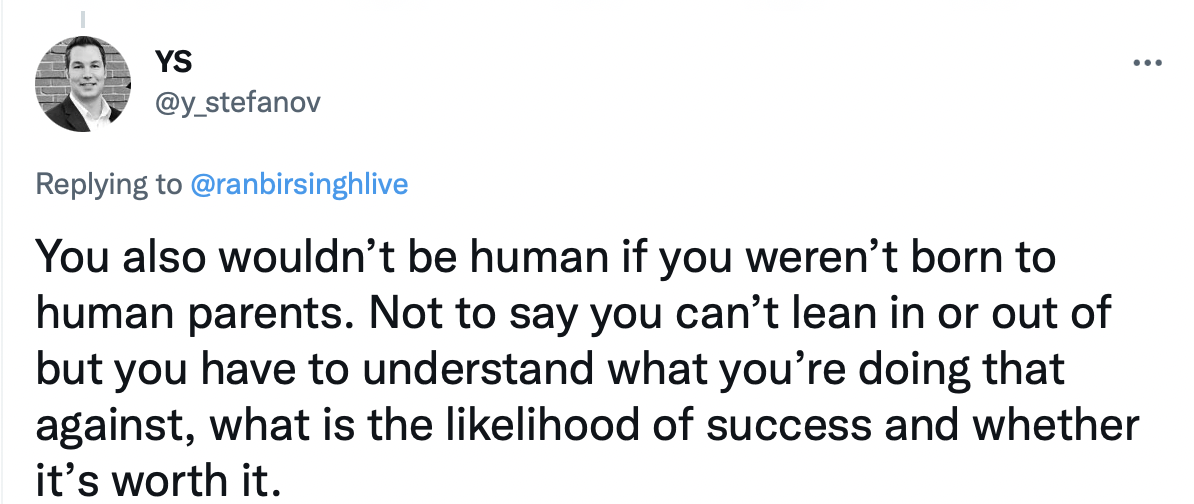 YS
@y_stefanov
Replying to @ranbirsinghlive
You also wouldn’t be human if you weren’t born to
human parents. Not to say you can’t lean in or out of
but you have to understand what you’re doing that
against, what is the likelihood of success and whether
it’s worth it.